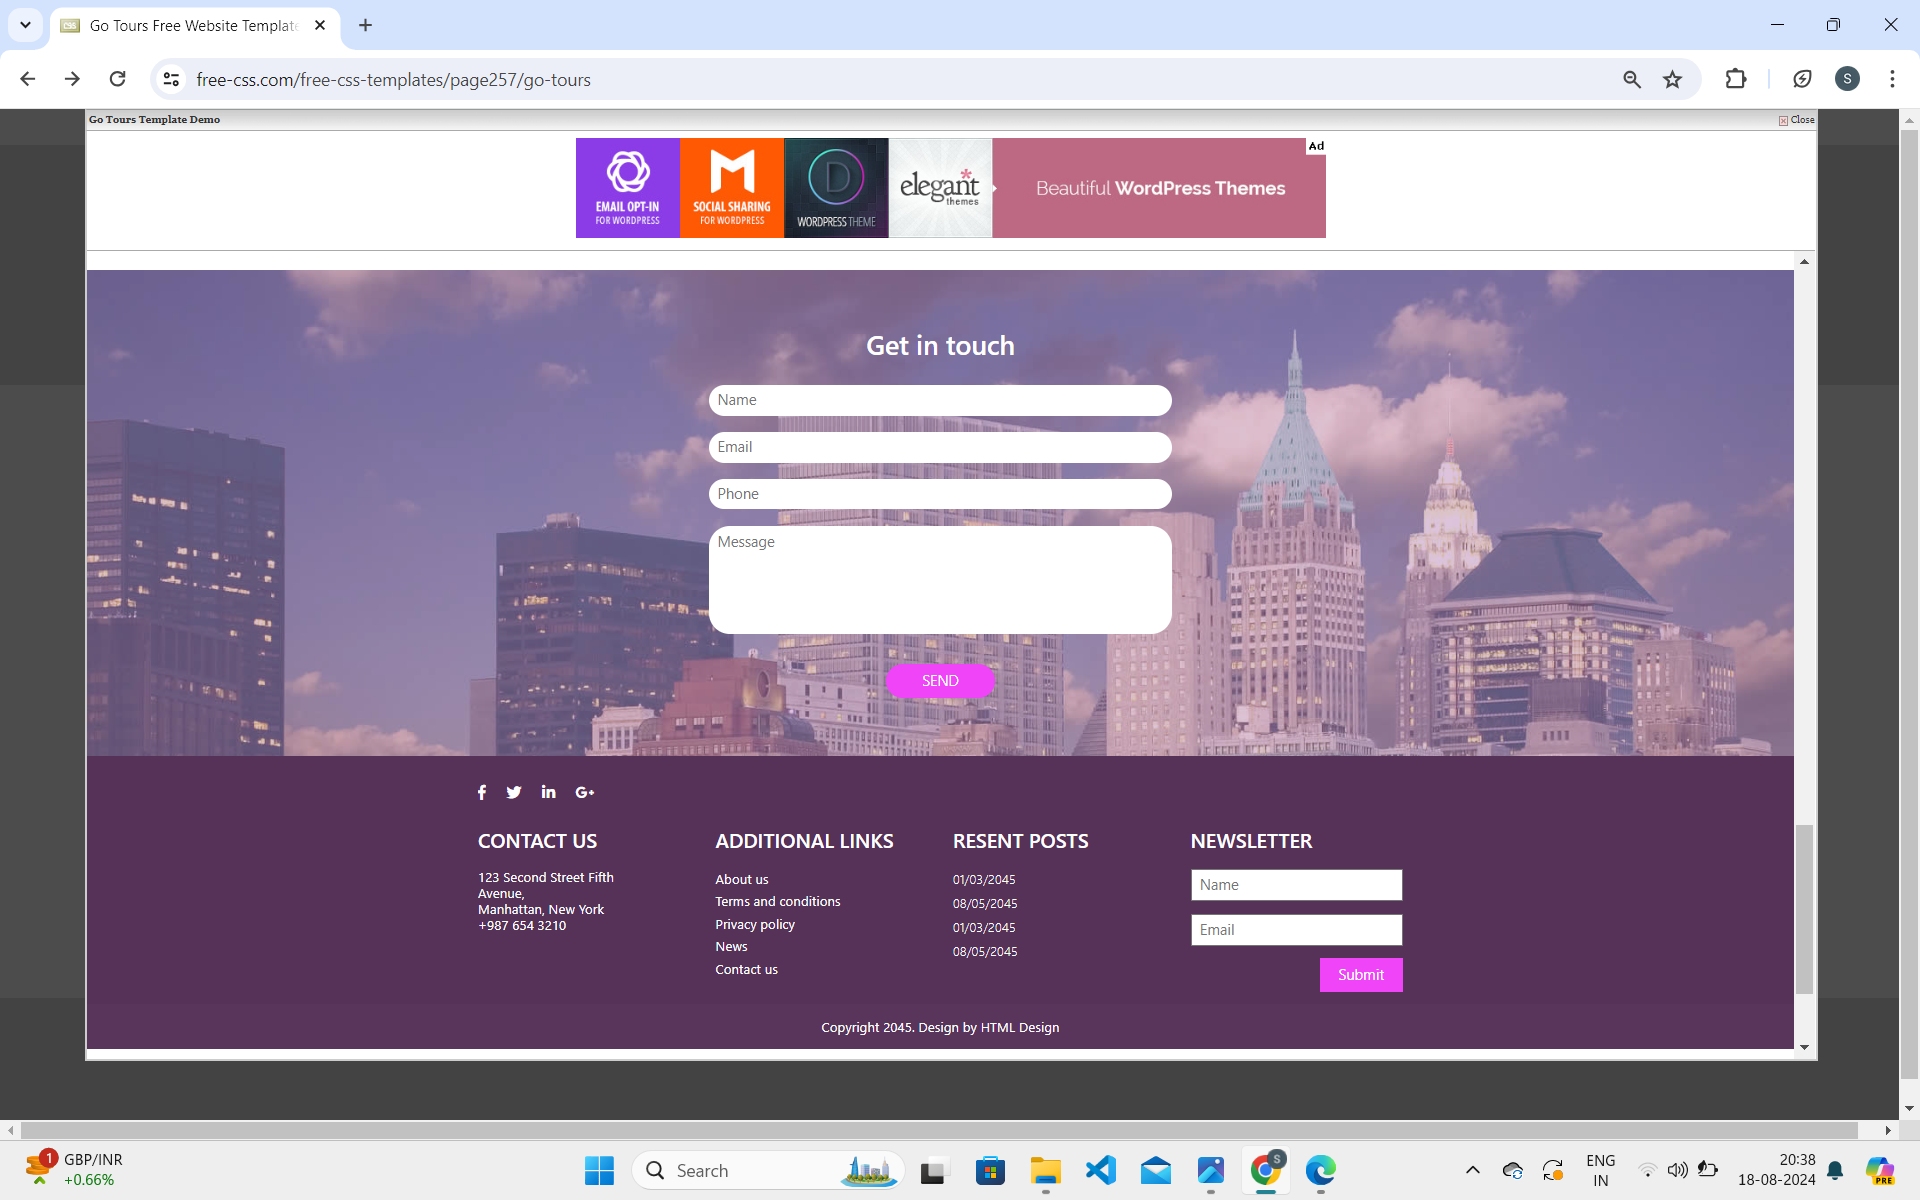 Go Tours Free Website Template
free-css.com/free-css-templates/page257/go-tours
S
Go Tours Template Demo
Close
EMAIL OPT-IN
FOR WORDPRESS
SOCIAL SHARING
FOR WORDPRESS
D
WORDPRESS THEME
elegant
themes
Beautiful WordPress Themes
Ad
Get in touch
Name
Email
Phone
Message
SEND
CONTACT US
123 Second Street Fifth
Avenue,
Manhattan, New York
+987 654 3210
ADDITIONAL LINKS
About us
Terms and conditions
Privacy policy
News
Contact us
RESENT POSTS
01/03/2045
08/05/2045
01/03/2045
08/05/2045
NEWSLETTER
Name
Email
Submit
Copyright 2045. Design by HTML Design
1
GBP/INR
+0.66%
Search
S
ENG
IN
20:38
18-08-2024
PRE